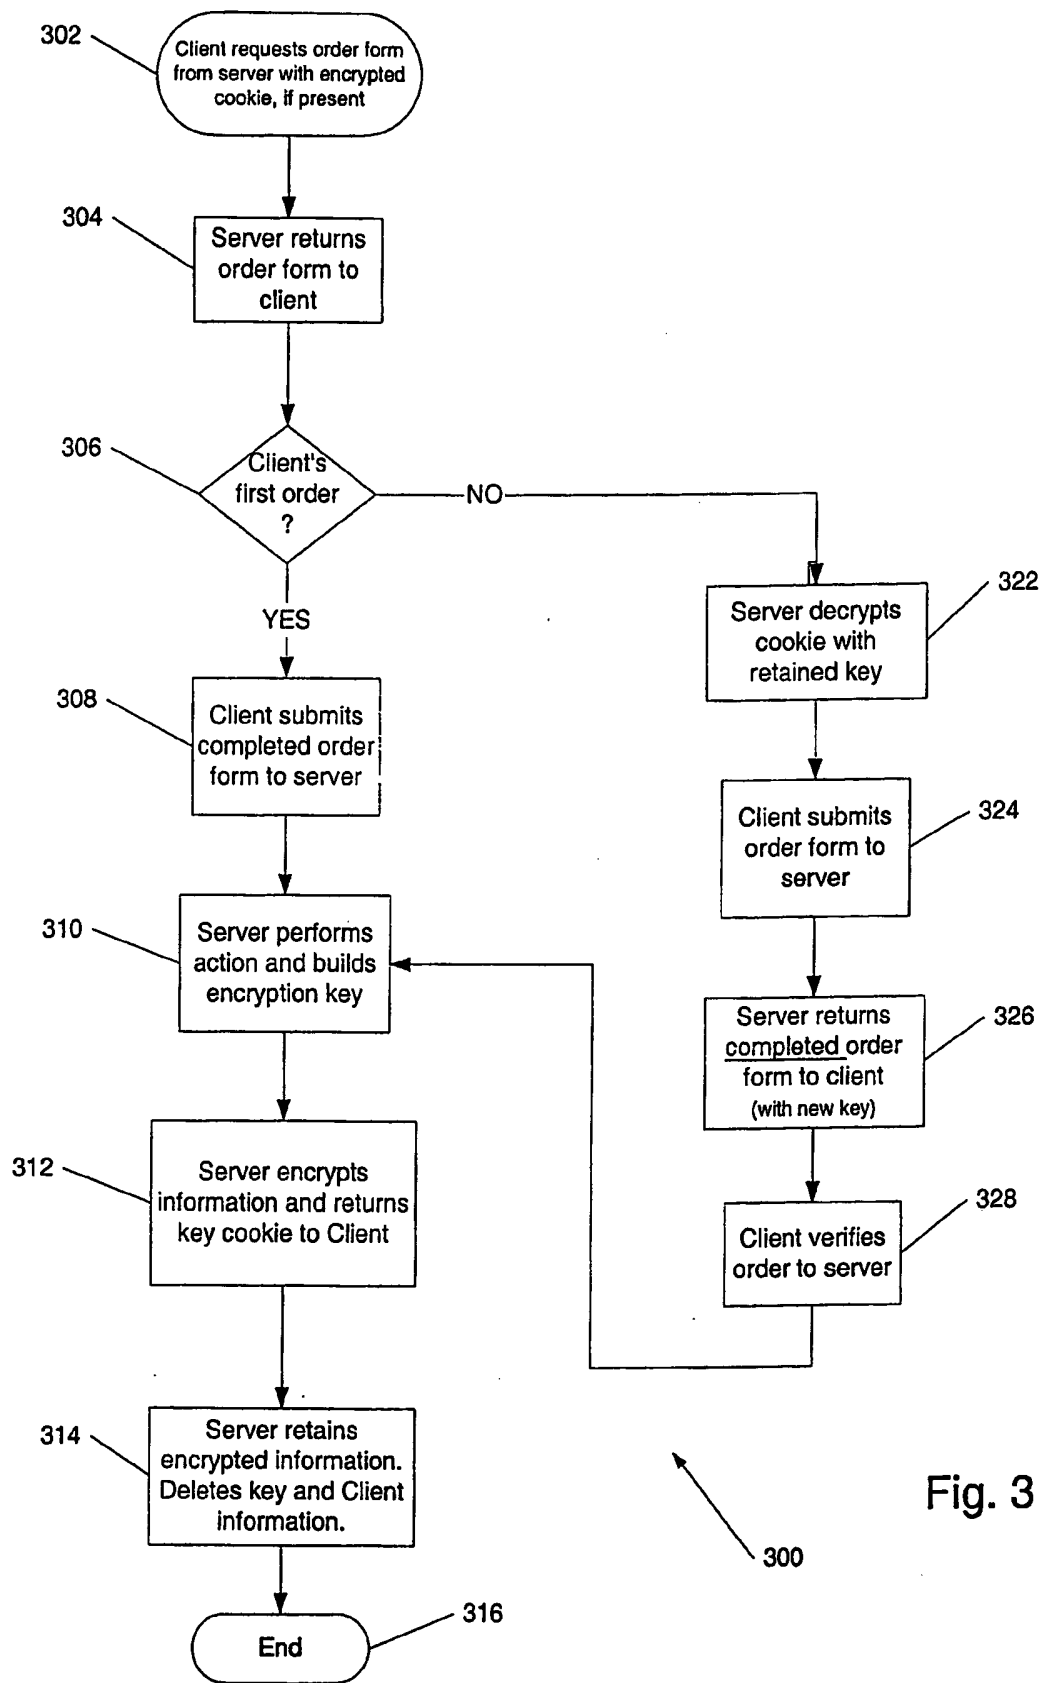 302
Client requests order form
from server with encrypted
cookie, if present
304
Server returns
order form to
client
306
Client's
first order
?
NO
YES
322
Server decrypts
cookie with
retained key
308
Client submits
completed order
form to server
324
Client submits
order form to
server
310
Server performs
action and builds
encryption key
326
Server returns
completed order
form to client
(with new key)
312
Server encrypts
information and returns
key cookie to Client
328
Client verifies
order to server
314
Server retains
encrypted information.
Deletes key and Client
information.
Fig. 3
300
316
End